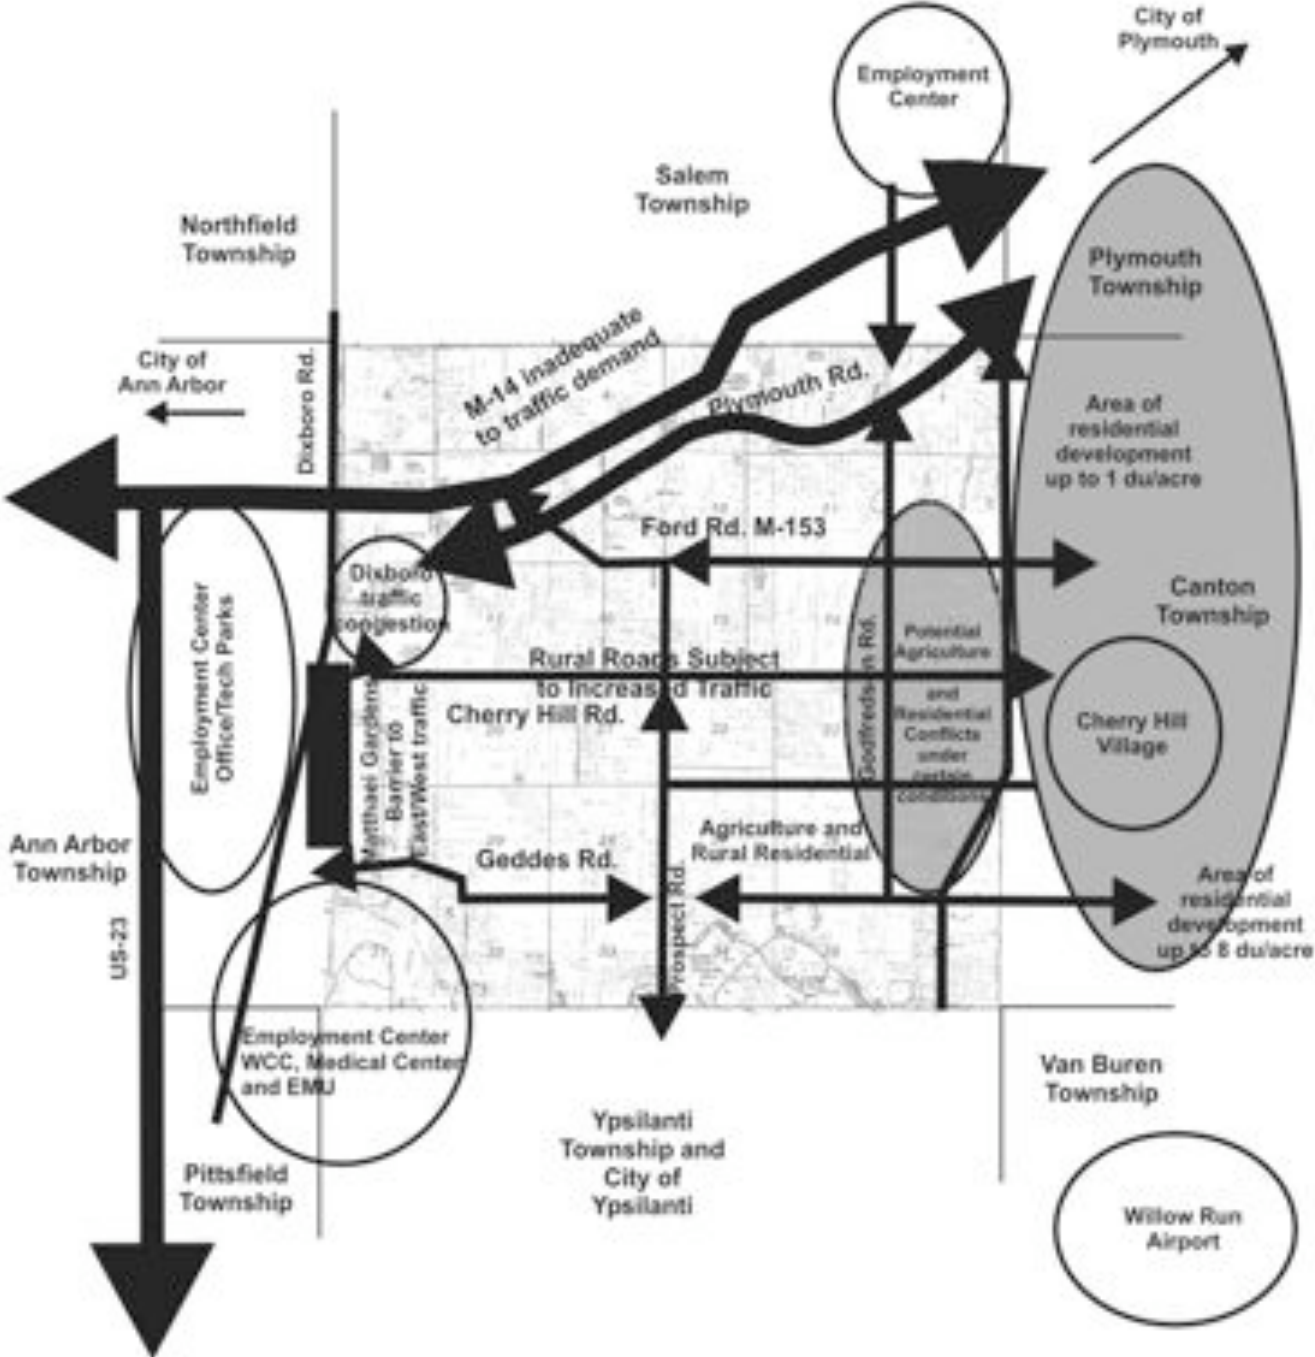 City of
Plymouth
Employment
Center
Salem
Township
Northfield
Township
Plymouth
Township
City of
Ann Arbor
Dixboro Rd.
M-14 inadequate
to traffic demand
Plymouth Rd.
Area of
residential
development
up to 1 du/acre
Ford Rd. M-153
Dixboro
traffic
congestion
Canton
Township
Employment Center
Office/Tech Parks
Rural Roads Subject
to Increased Traffic
Cherry Hill Rd.
Matthaei Gardens
Barrier to
East/West traffic
Godfredson Rd.
Potential
Agriculture
and
Residential
Conflicts
under
certain
conditions
Cherry Hill
Village
Ann Arbor
Township
Geddes Rd.
Agriculture and
Rural Residential
Prospect Rd.
Area of
residential
development
up to 8 du/acre
US-23
Employment Center
WCC, Medical Center
and EMU
Van Buren
Township
Ypsilanti
Township and
City of
Ypsilanti
Pittsfield
Township
Willow Run
Airport